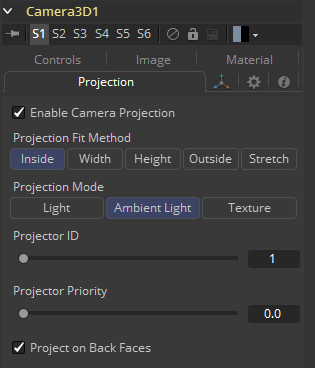 Camera3D1
S1 S2 S3 S4 S5 S6
Controls Image Material
Projection
Enable Camera Projection
Projection Fit Method
Inside Width Height Outside Stretch
Projection Mode
Light Ambient Light Texture
Projector ID
1
Projector Priority
0.0
Project on Back Faces